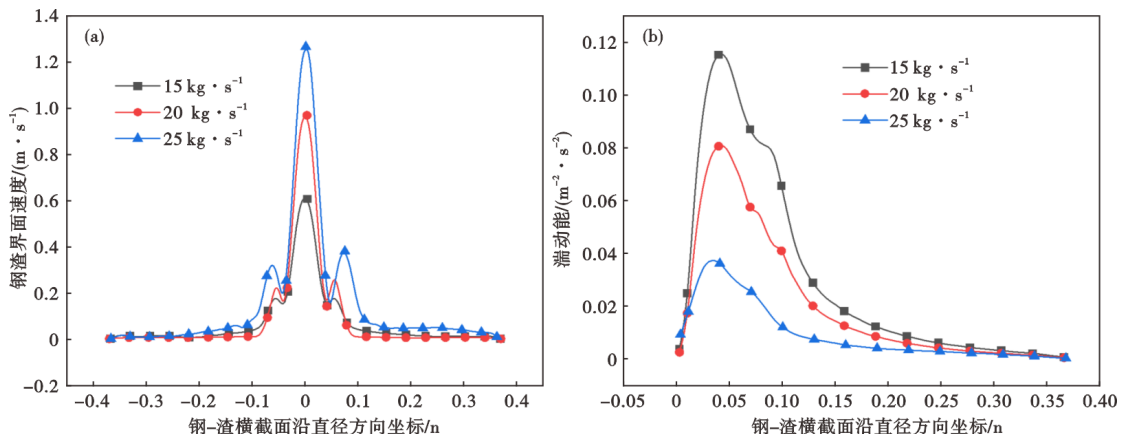 (a)
15 kg·s⁻¹
20 kg·s⁻¹
25 kg·s⁻¹
钢渣界面速度/(m·s⁻¹)
1.4
1.2
1.0
0.8
0.6
0.4
0.2
0
−0.2
−0.4
−0.3
−0.2
−0.1
0.0
0.1
0.2
0.3
0.4
钢-渣横截面沿直径方向坐标/n
(b)
15 kg·s⁻¹
20 kg·s⁻¹
25 kg·s⁻¹
湍动能/(m⁻²·s⁻²)
0.12
0.10
0.08
0.06
0.04
0.02
0
−0.05
0
0.05
0.10
0.15
0.20
0.25
0.30
0.35
0.40
钢-渣横截面沿直径方向坐标/n